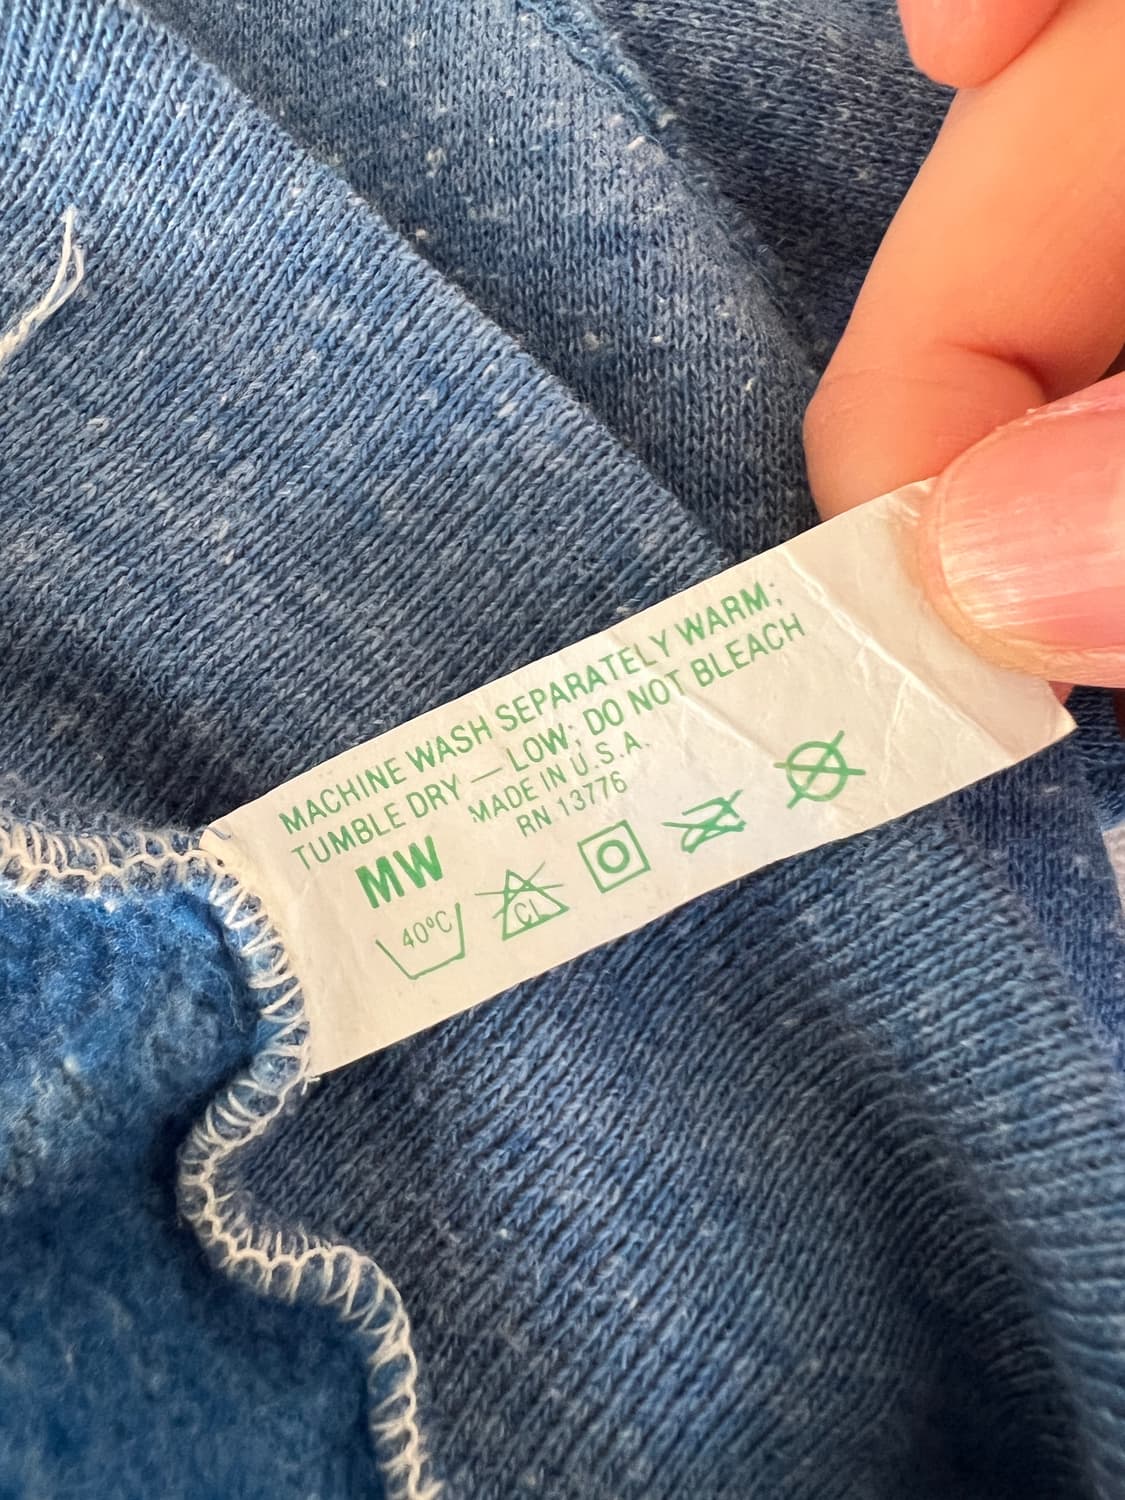 MACHINE WASH SEPARATELY WARM;
TUMBLE DRY — LOW; DO NOT BLEACH
MADE IN U.S.A.
RN 13776
MW
40°C
CL